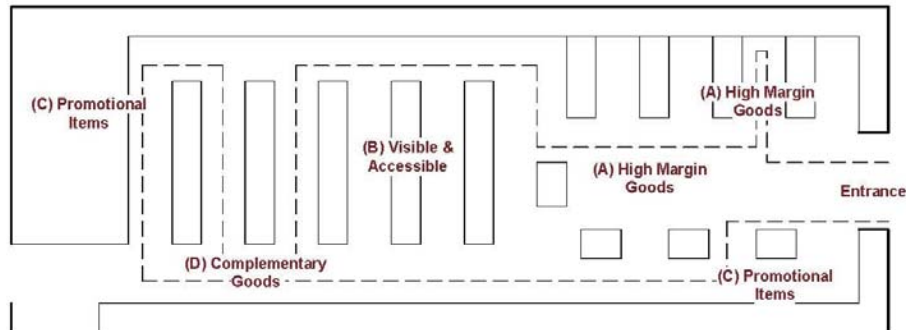 (C) Promotional
Items
(A) High Margin
Goods
(B) Visible &
Accessible
(A) High Margin
Goods
Entrance
(D) Complementary
Goods
(C) Promotional
Items